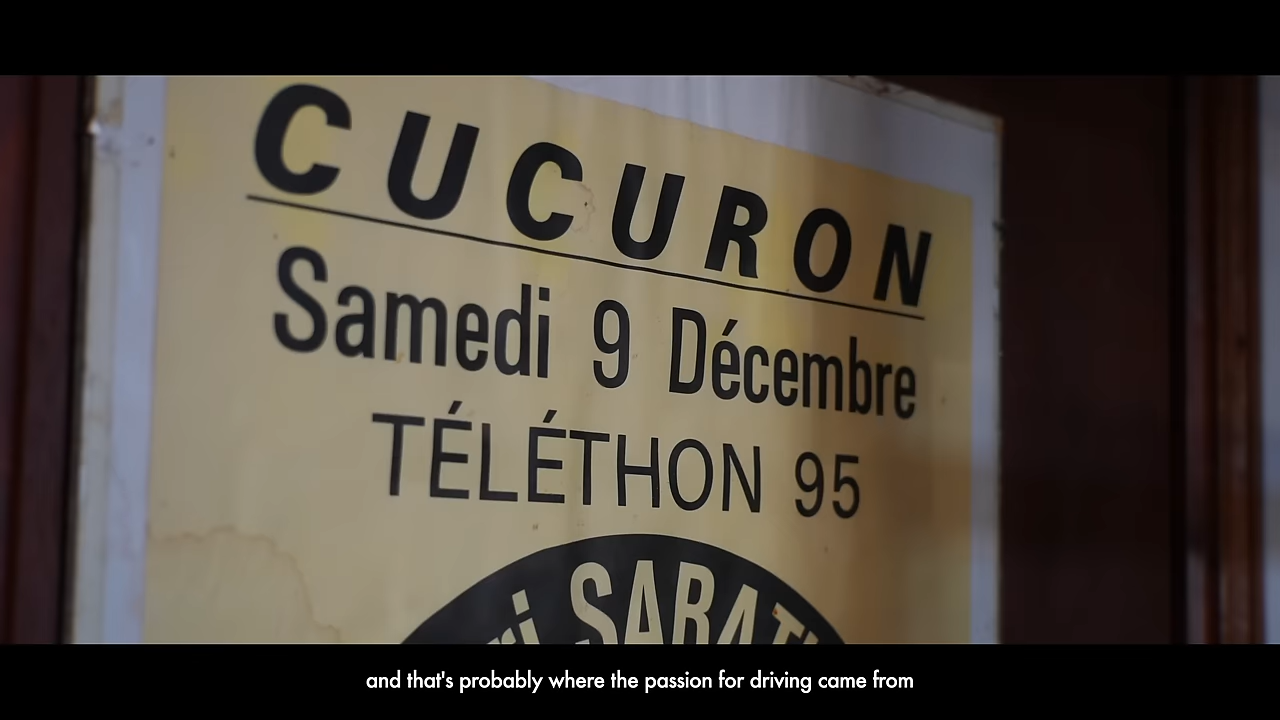 CUCURON
Samedi 9 Décembre
TÉLÉTHON 95
and that's probably where the passion for driving came from